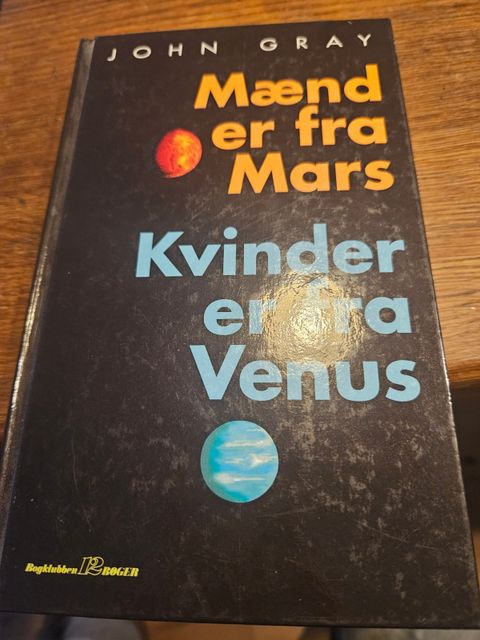 JOHN GRAY
Mænd
er fra
Mars
Kvinder
er fra
Venus
Bogklubben 12 BØGER